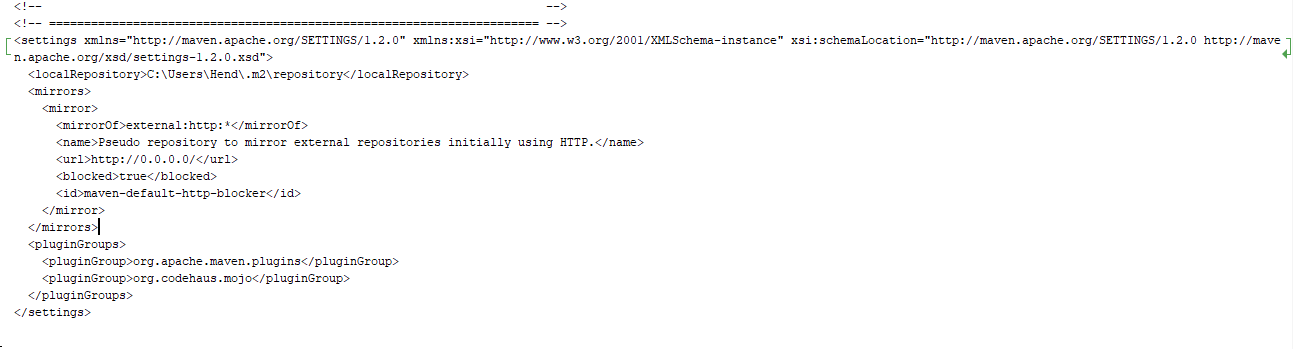 <!--                                                                        -->
<!-- ====================================================================== -->
<settings xmlns="http://maven.apache.org/SETTINGS/1.2.0" xmlns:xsi="http://www.w3.org/2001/XMLSchema-instance" xsi:schemaLocation="http://maven.apache.org/SETTINGS/1.2.0 http://mave
n.apache.org/xsd/settings-1.2.0.xsd">
  <localRepository>C:\Users\Hend\.m2\repository</localRepository>
  <mirrors>
    <mirror>
      <mirrorOf>external:http:*</mirrorOf>
      <name>Pseudo repository to mirror external repositories initially using HTTP.</name>
      <url>http://0.0.0.0/</url>
      <blocked>true</blocked>
      <id>maven-default-http-blocker</id>
    </mirror>
  </mirrors>
  <pluginGroups>
    <pluginGroup>org.apache.maven.plugins</pluginGroup>
    <pluginGroup>org.codehaus.mojo</pluginGroup>
  </pluginGroups>
</settings>